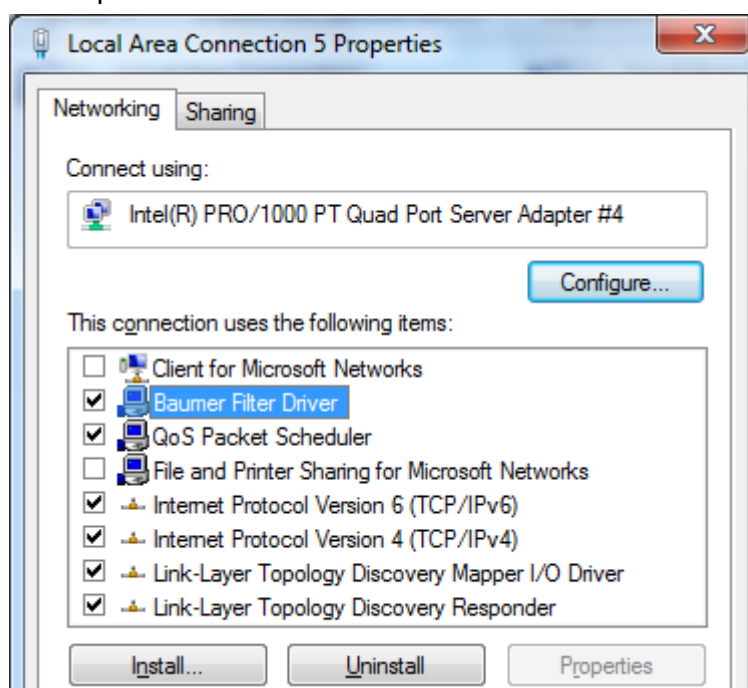 Local Area Connection 5 Properties
Networking
Sharing
Connect using:
Intel(R) PRO/1000 PT Quad Port Server Adapter #4
Configure...
This connection uses the following items:
Client for Microsoft Networks
Baumer Filter Driver
QoS Packet Scheduler
File and Printer Sharing for Microsoft Networks
Internet Protocol Version 6 (TCP/IPv6)
Internet Protocol Version 4 (TCP/IPv4)
Link-Layer Topology Discovery Mapper I/O Driver
Link-Layer Topology Discovery Responder
Install...
Uninstall
Properties